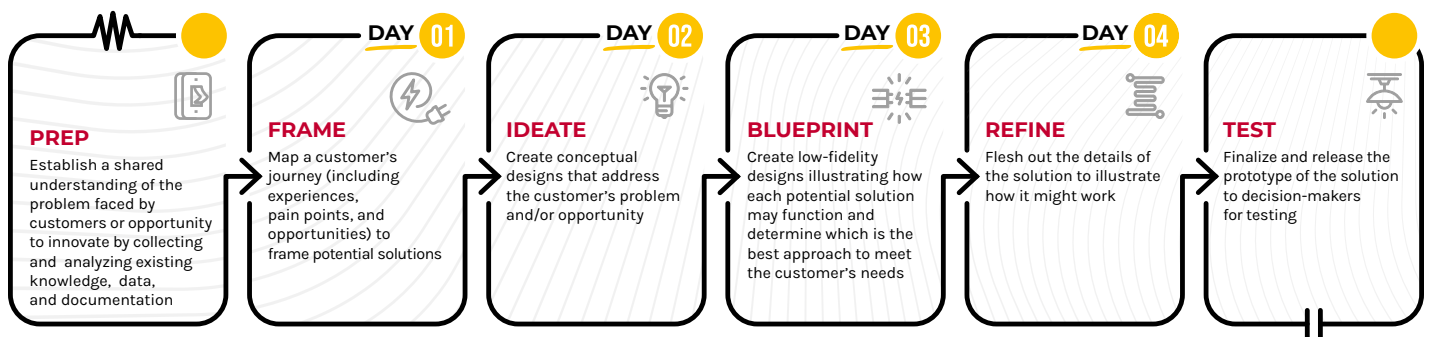 PREP
Establish a shared
understanding of the
problem faced by
customers or opportunity
to innovate by collecting
and analyzing existing
knowledge, data,
and documentation
DAY 01
FRAME
Map a customer's
journey (including
experiences,
pain points, and
opportunities) to
frame potential solutions
DAY 02
IDEATE
Create conceptual
designs that address
the customer's problem
and/or opportunity
DAY 03
BLUEPRINT
Create low-fidelity
designs illustrating how
each potential solution
may function and
determine which is the
best approach to meet
the customer's needs
DAY 04
REFINE
Flesh out the details of
the solution to illustrate
how it might work
TEST
Finalize and release the
prototype of the solution
to decision-makers
for testing